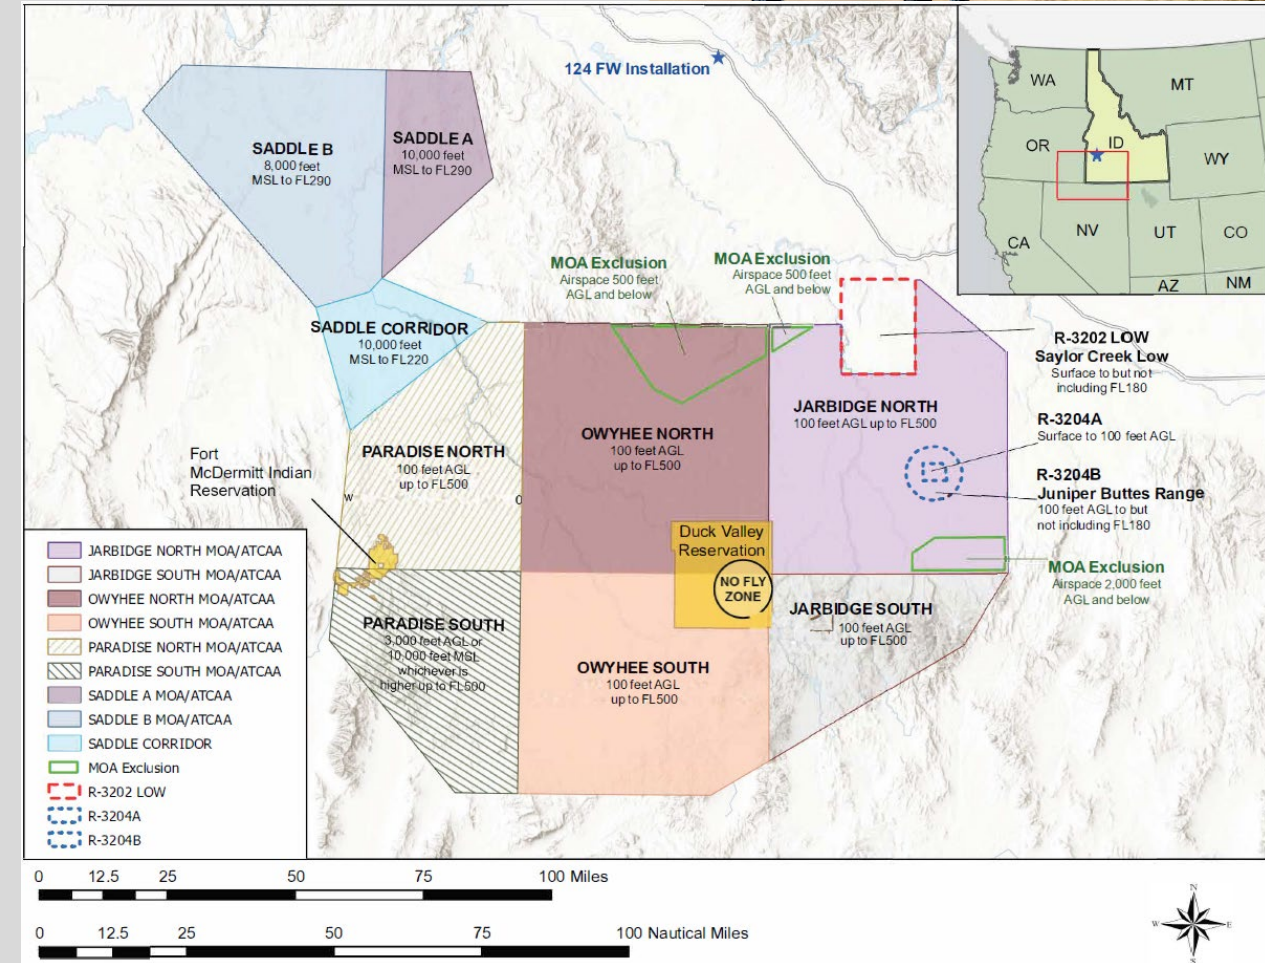 124 FW Installation
SADDLE B
8,000 feet
MSL to FL290
SADDLE A
10,000 feet
MSL to FL290
WA
MT
OR
ID
WY
CA
NV
UT
CO
AZ
NM
MOA Exclusion
Airspace 500 feet
AGL and below
MOA Exclusion
Airspace 500 feet
AGL and below
SADDLE CORRIDOR
10,000 feet
MSL to FL220
R-3202 LOW
Saylor Creek Low
Surface to but not
including FL180
JARBIDGE NORTH
100 feet AGL up to FL500
R-3204A
Surface to 100 feet AGL
OWYHEE NORTH
100 feet AGL
up to FL500
PARADISE NORTH
100 feet AGL
up to FL500
Fort
McDermitt Indian
Reservation
W
O
R-3204B
Juniper Buttes Range
100 feet AGL to but
not including FL180
Duck Valley
Reservation
NO FLY
ZONE
MOA Exclusion
Airspace 2,000 feet
AGL and below
JARBIDGE SOUTH
100 feet AGL
up to FL500
PARADISE SOUTH
3,000 feet AGL or
10,000 feet MSL
whichever is
higher up to FL500
OWYHEE SOUTH
100 feet AGL
up to FL500
JARBIDGE NORTH MOA/ATCAA
JARBIDGE SOUTH MOA/ATCAA
OWYHEE NORTH MOA/ATCAA
OWYHEE SOUTH MOA/ATCAA
PARADISE NORTH MOA/ATCAA
PARADISE SOUTH MOA/ATCAA
SADDLE A MOA/ATCAA
SADDLE B MOA/ATCAA
SADDLE CORRIDOR
MOA Exclusion
R-3202 LOW
R-3204A
R-3204B
0 12.5 25 50 75 100 Miles
0 12.5 25 50 75 100 Nautical Miles
N
W E
S